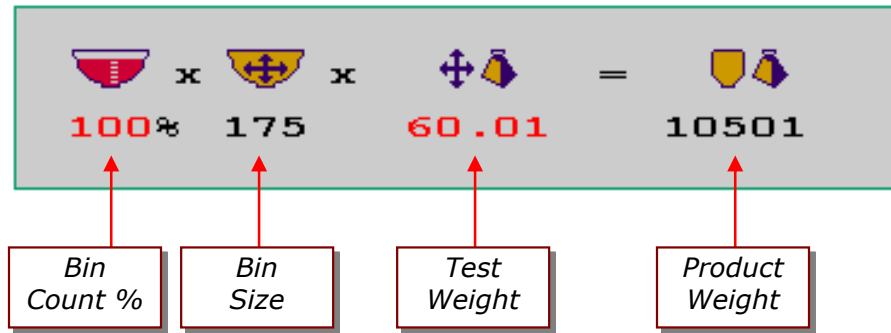 x x =
100% 175 60.01 10501
Bin Count %
Bin Size
Test Weight
Product Weight